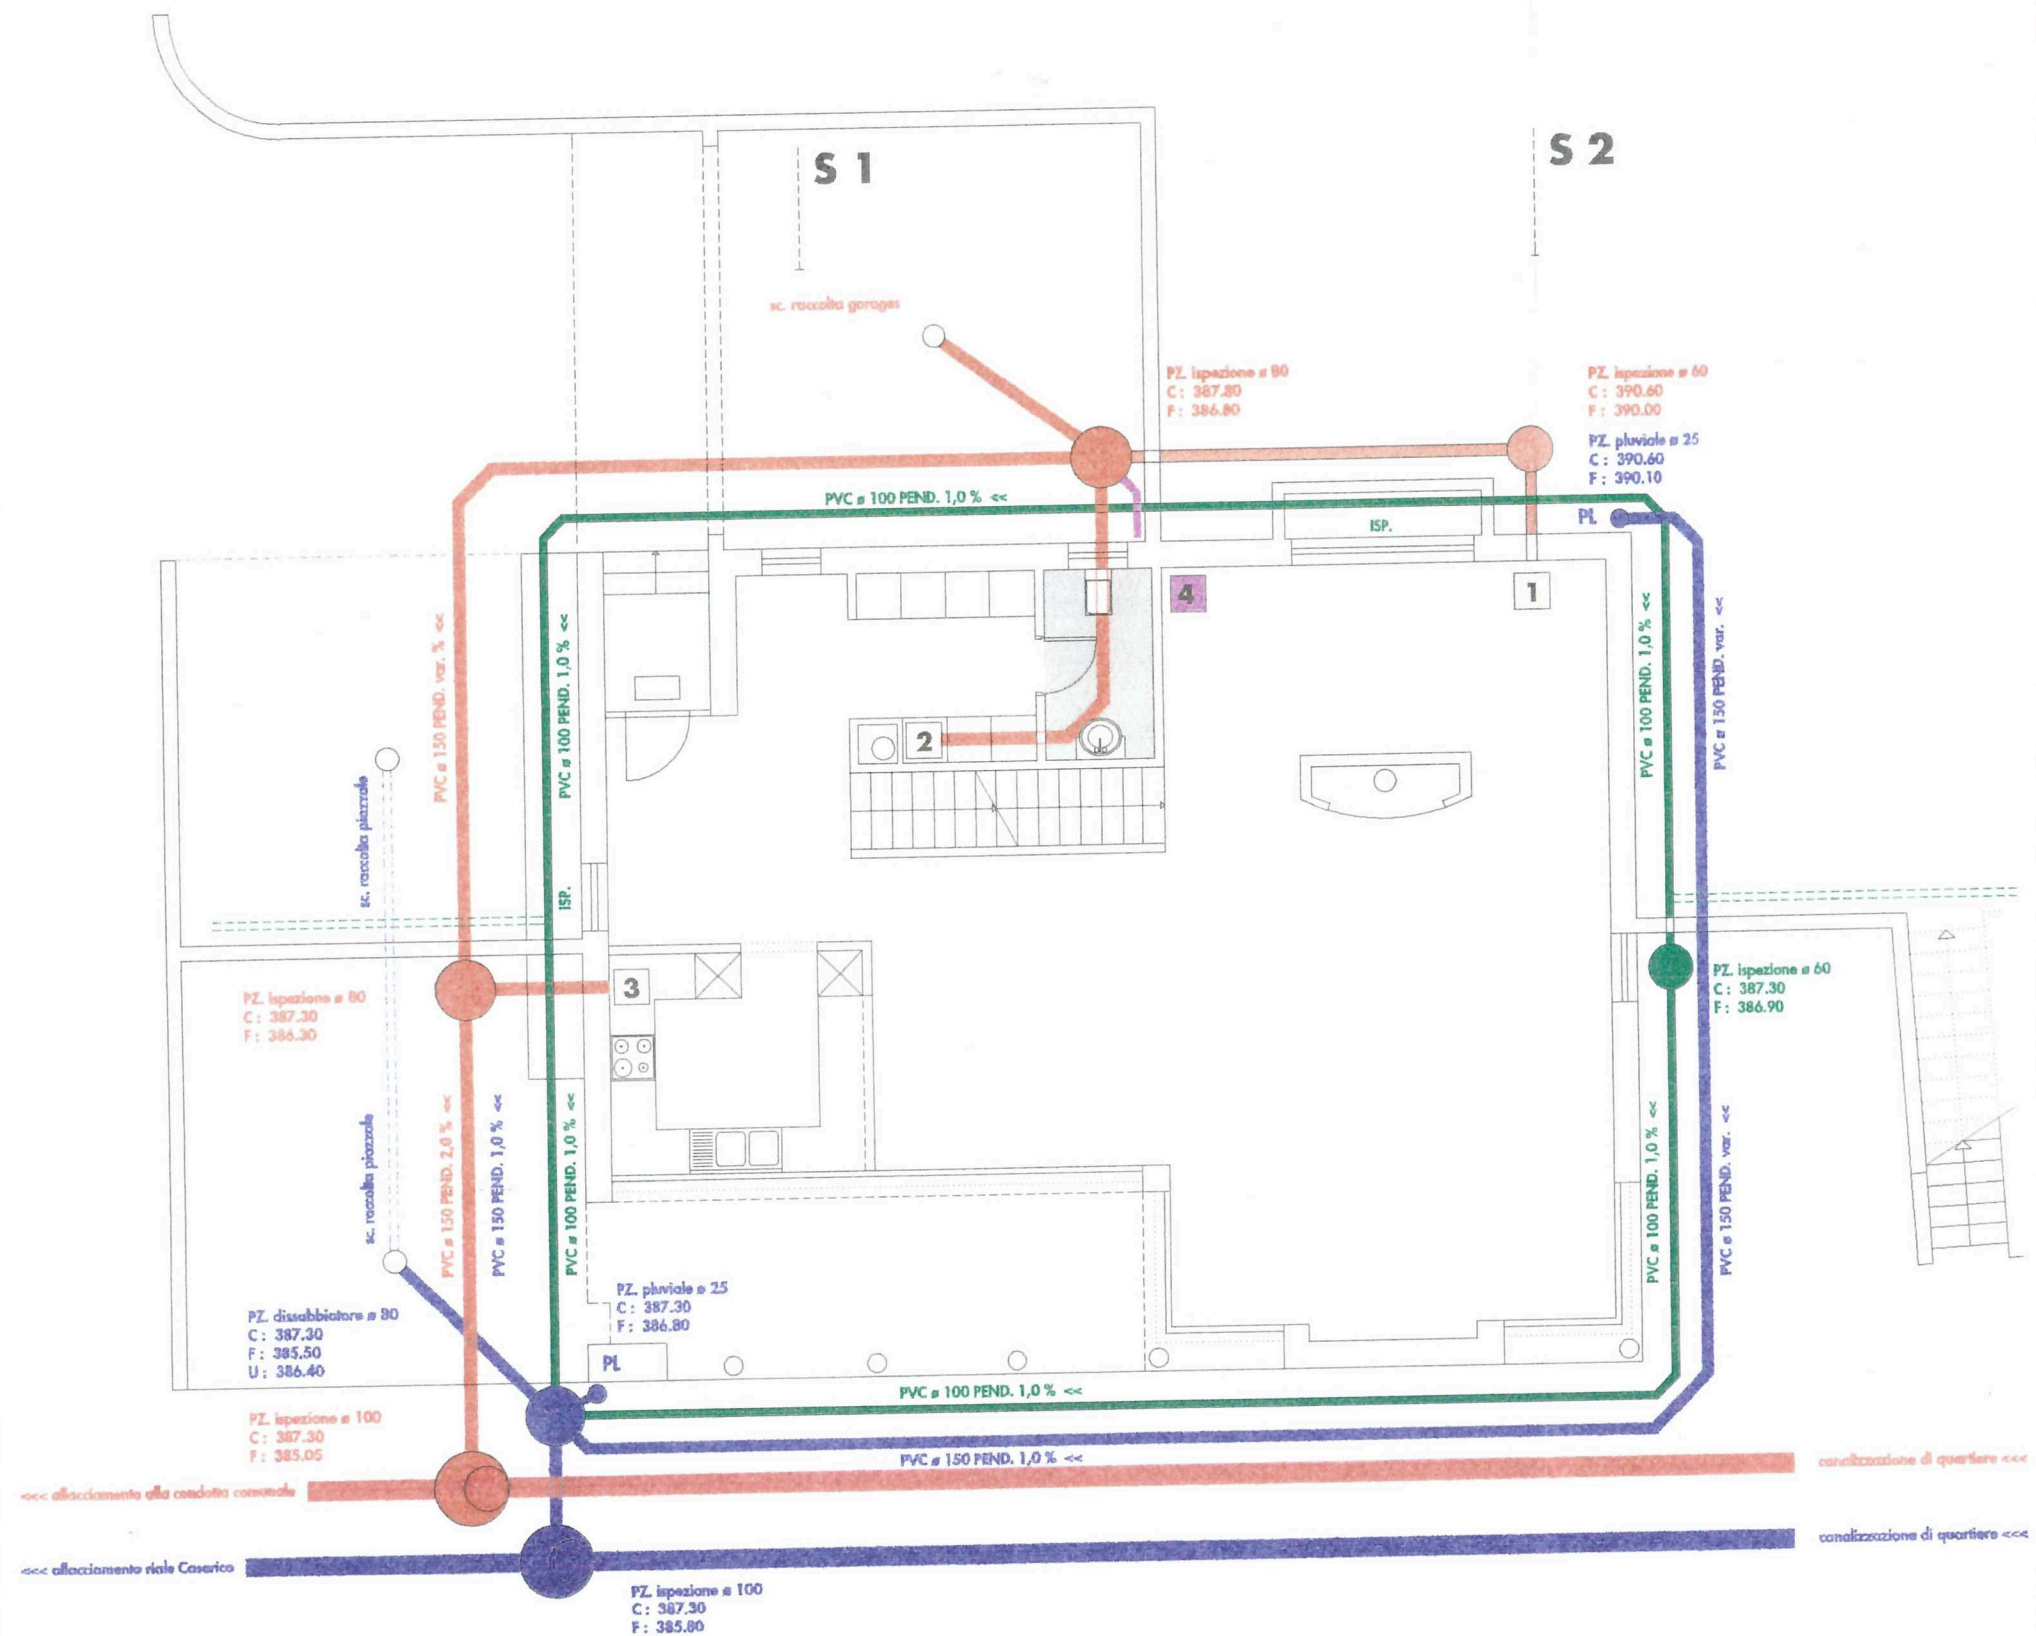 S 1
S 2
sc. raccolta garages
PZ. ispezione ø 80
C : 387.80
F : 386.80
PZ. ispezione ø 60
C : 390.60
F : 390.00
PZ. pluviale ø 25
C : 390.60
F : 390.10
PVC ø 100 PEND. 1,0 % <<
ISP.
PL
4
1
PVC ø 150 PEND. var. % <<
PVC ø 100 PEND. 1,0 % <<
PVC ø 100 PEND. 1,0 % <<
PVC ø 150 PEND. var. <<
2
sc. raccolta piazzale
ISP.
3
PZ. ispezione ø 80
C : 387.30
F : 386.30
PZ. ispezione ø 60
C : 387.30
F : 386.90
sc. raccolta piazzale
PVC ø 150 PEND. 2,0 % <<
PVC ø 150 PEND. 1,0 % <<
PVC ø 100 PEND. 1,0 % <<
PVC ø 100 PEND. 1,0 % <<
PVC ø 150 PEND. var. <<
PZ. pluviale ø 25
C : 387.30
F : 386.80
PZ. dissabbiatore ø 80
C : 387.30
F : 385.50
U : 386.40
PL
PVC ø 100 PEND. 1,0 % <<
PZ. ispezione ø 100
C : 387.30
F : 385.05
PVC ø 150 PEND. 1,0 % <<
canalizzazione di quartiere <<<
<<< allacciamento alla condotta comunale
canalizzazione di quartiere <<<
<<< allacciamento riale Casarico
PZ. ispezione ø 100
C : 387.30
F : 385.80